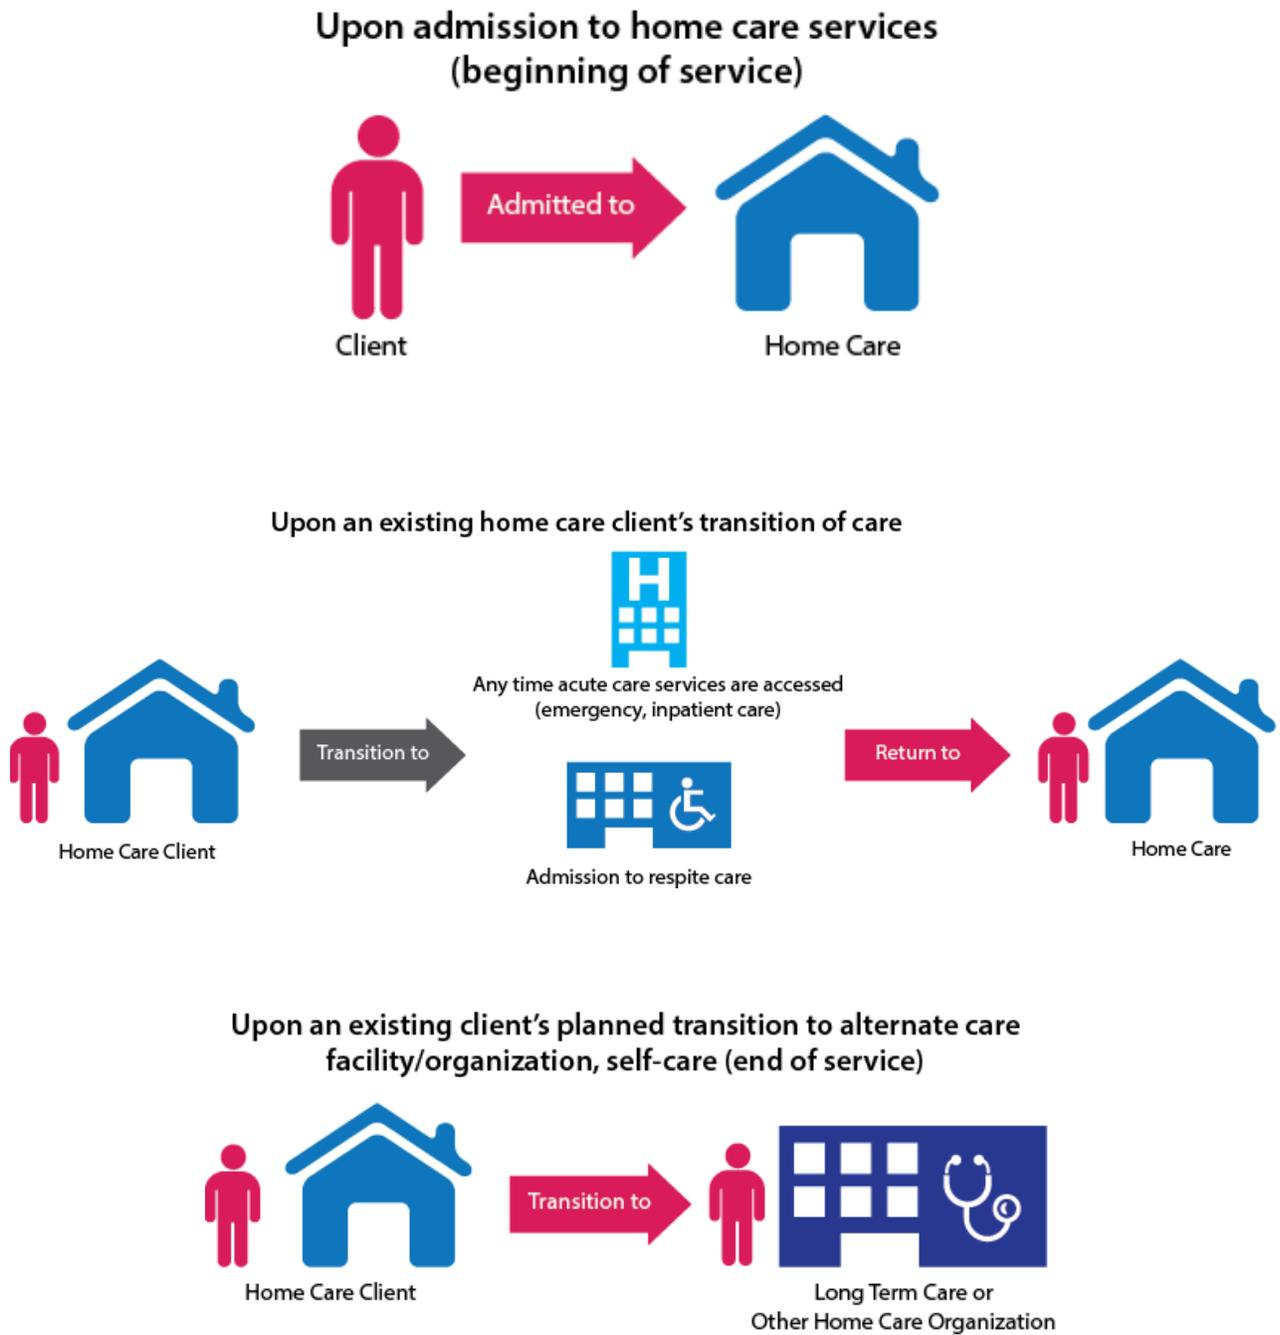 Upon admission to home care services
(beginning of service)
Admitted to
Client
Home Care
Upon an existing home care client's transition of care
H
Any time acute care services are accessed
(emergency, inpatient care)
Transition to
Return to
Home Care Client
Admission to respite care
Home Care
Upon an existing client's planned transition to alternate care
facility/organization, self-care (end of service)
Transition to
Home Care Client
Long Term Care or
Other Home Care Organization